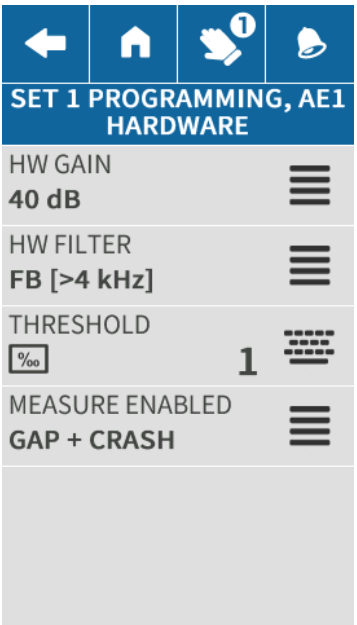 1
SET 1 PROGRAMMING, AE1
HARDWARE
HW GAIN
40 dB
HW FILTER
FB [>4 kHz]
THRESHOLD
‰ 1
MEASURE ENABLED
GAP + CRASH